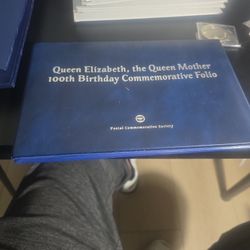 Queen Elizabeth, the Queen Mother
100th Birthday Commemorative Folio
Postal Commemorative Society